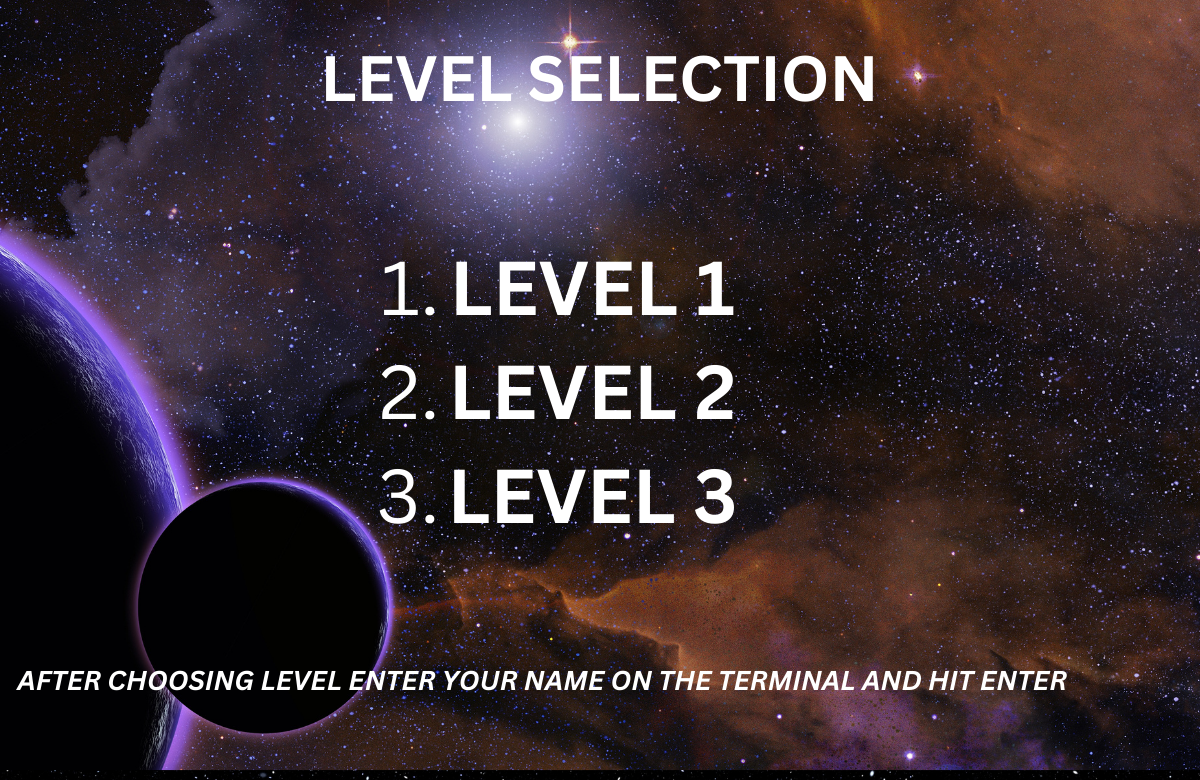 LEVEL SELECTION
1. LEVEL 1
2. LEVEL 2
3. LEVEL 3
AFTER CHOOSING LEVEL ENTER YOUR NAME ON THE TERMINAL AND HIT ENTER